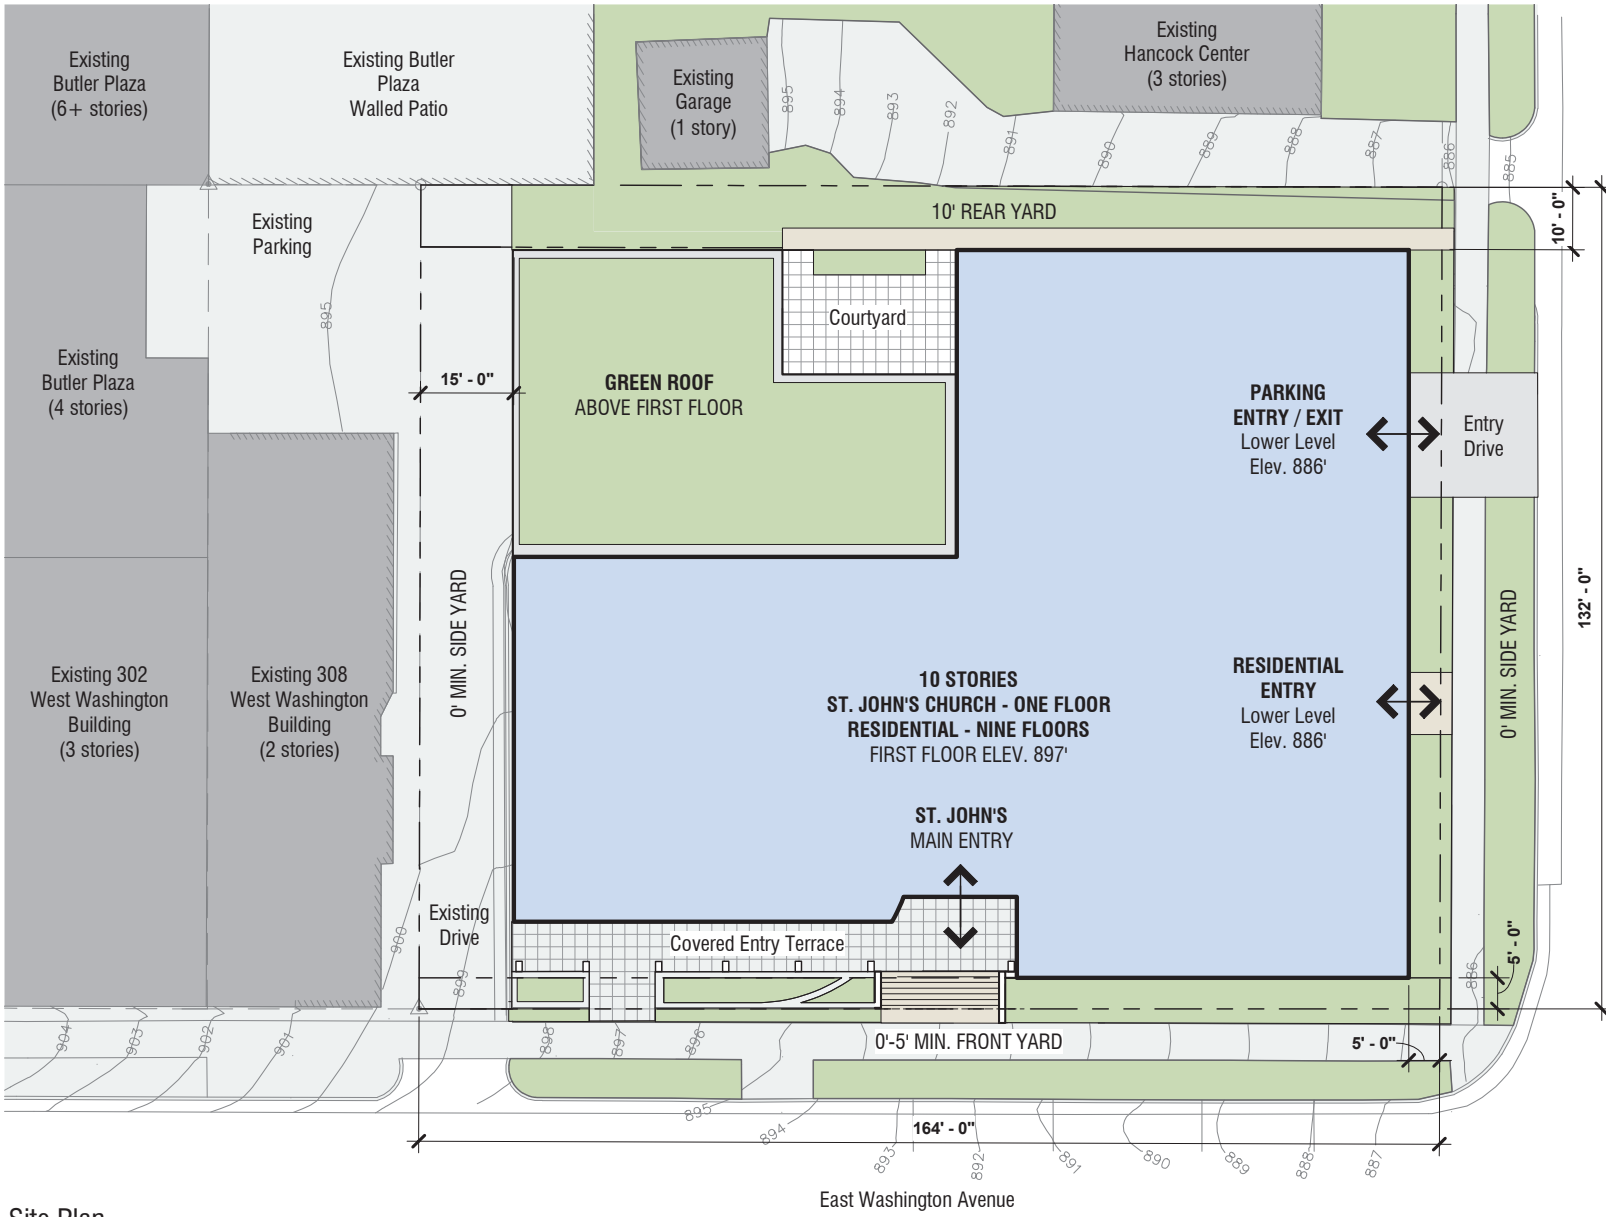 Existing
Butler Plaza
(6+ stories)
Existing Butler
Plaza
Walled Patio
Existing
Garage
(1 story)
Existing
Hancock Center
(3 stories)
895
894
893
892
891
890
889
888
887
886
885
Existing
Parking
10' REAR YARD
10' - 0"
895
Courtyard
Existing
Butler Plaza
(4 stories)
15' - 0"
GREEN ROOF
ABOVE FIRST FLOOR
PARKING
ENTRY / EXIT
Lower Level
Elev. 886'
Entry
Drive
132' - 0"
0' MIN. SIDE YARD
0' MIN. SIDE YARD
Existing 302
West Washington
Building
(3 stories)
Existing 308
West Washington
Building
(2 stories)
10 STORIES
ST. JOHN'S CHURCH - ONE FLOOR
RESIDENTIAL - NINE FLOORS
FIRST FLOOR ELEV. 897'
RESIDENTIAL
ENTRY
Lower Level
Elev. 886'
ST. JOHN'S
MAIN ENTRY
Existing
Drive
Covered Entry Terrace
900
899
886
5' - 0"
904
903
902
901
898
897
896
0'-5' MIN. FRONT YARD
5' - 0"
895
894
164' - 0"
893
892
891
890
889
888
887
East Washington Avenue
Site Plan